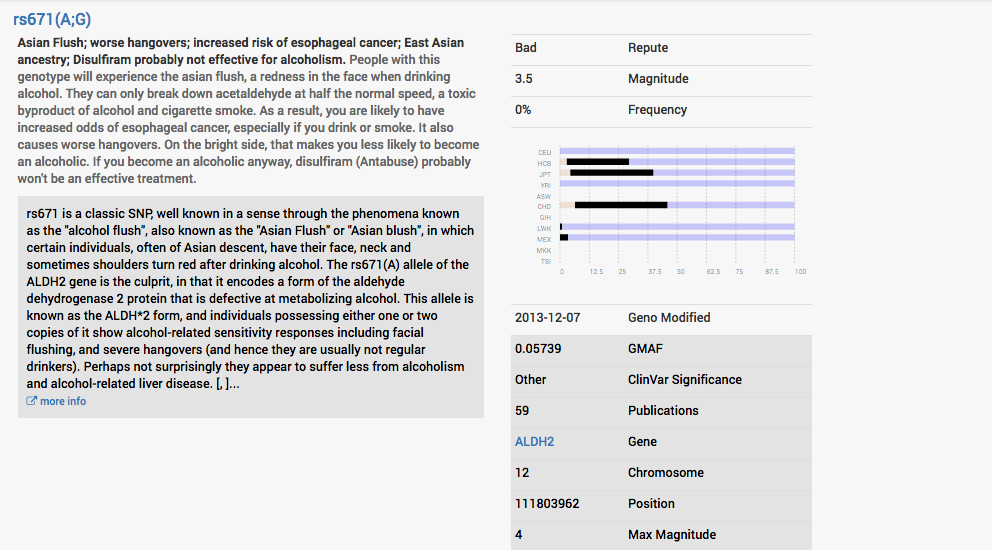 rs671(A;G)
Asian Flush; worse hangovers; increased risk of esophageal cancer; East Asian
ancestry; Disulfiram probably not effective for alcoholism. People with this
genotype will experience the asian flush, a redness in the face when drinking
alcohol. They can only break down acetaldehyde at half the normal speed, a toxic
byproduct of alcohol and cigarette smoke. As a result, you are likely to have
increased odds of esophageal cancer, especially if you drink or smoke. It also
causes worse hangovers. On the bright side, that makes you less likely to become
an alcoholic. If you become an alcoholic anyway, disulfiram (Antabuse) probably
won't be an effective treatment.
rs671 is a classic SNP, well known in a sense through the phenomena known
as the "alcohol flush", also known as the "Asian Flush" or "Asian blush", in which
certain individuals, often of Asian descent, have their face, neck and
sometimes shoulders turn red after drinking alcohol. The rs671(A) allele of the
ALDH2 gene is the culprit, in that it encodes a form of the aldehyde
dehydrogenase 2 protein that is defective at metabolizing alcohol. This allele is
known as the ALDH*2 form, and individuals possessing either one or two
copies of it show alcohol-related sensitivity responses including facial
flushing, and severe hangovers (and hence they are usually not regular
drinkers). Perhaps not surprisingly they appear to suffer less from alcoholism
and alcohol-related liver disease. [, ]...
more info
Bad Repute
3.5 Magnitude
0% Frequency
CEU
HCB
JPT
YRI
ASW
CHD
GIH
LWK
MEX
MKK
TSI
0 12.5 25 37.5 50 62.5 75 87.5 100
2013-12-07 Geno Modified
0.05739 GMAF
Other ClinVar Significance
59 Publications
ALDH2 Gene
12 Chromosome
111803962 Position
4 Max Magnitude